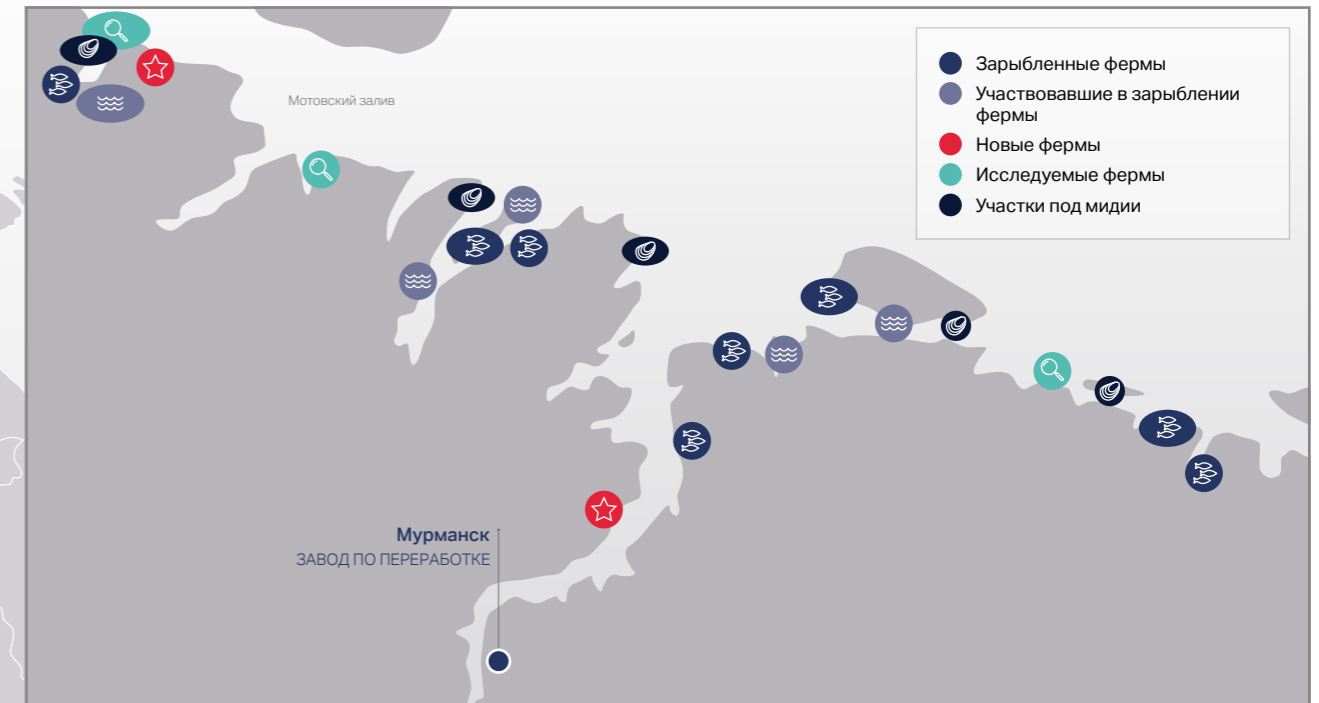 Мотовский залив
Зарыбленные фермы
Участвовавшие в зарыблении
фермы
Новые фермы
Исследуемые фермы
Участки под мидии
Мурманск
ЗАВОД ПО ПЕРЕРАБОТКЕ